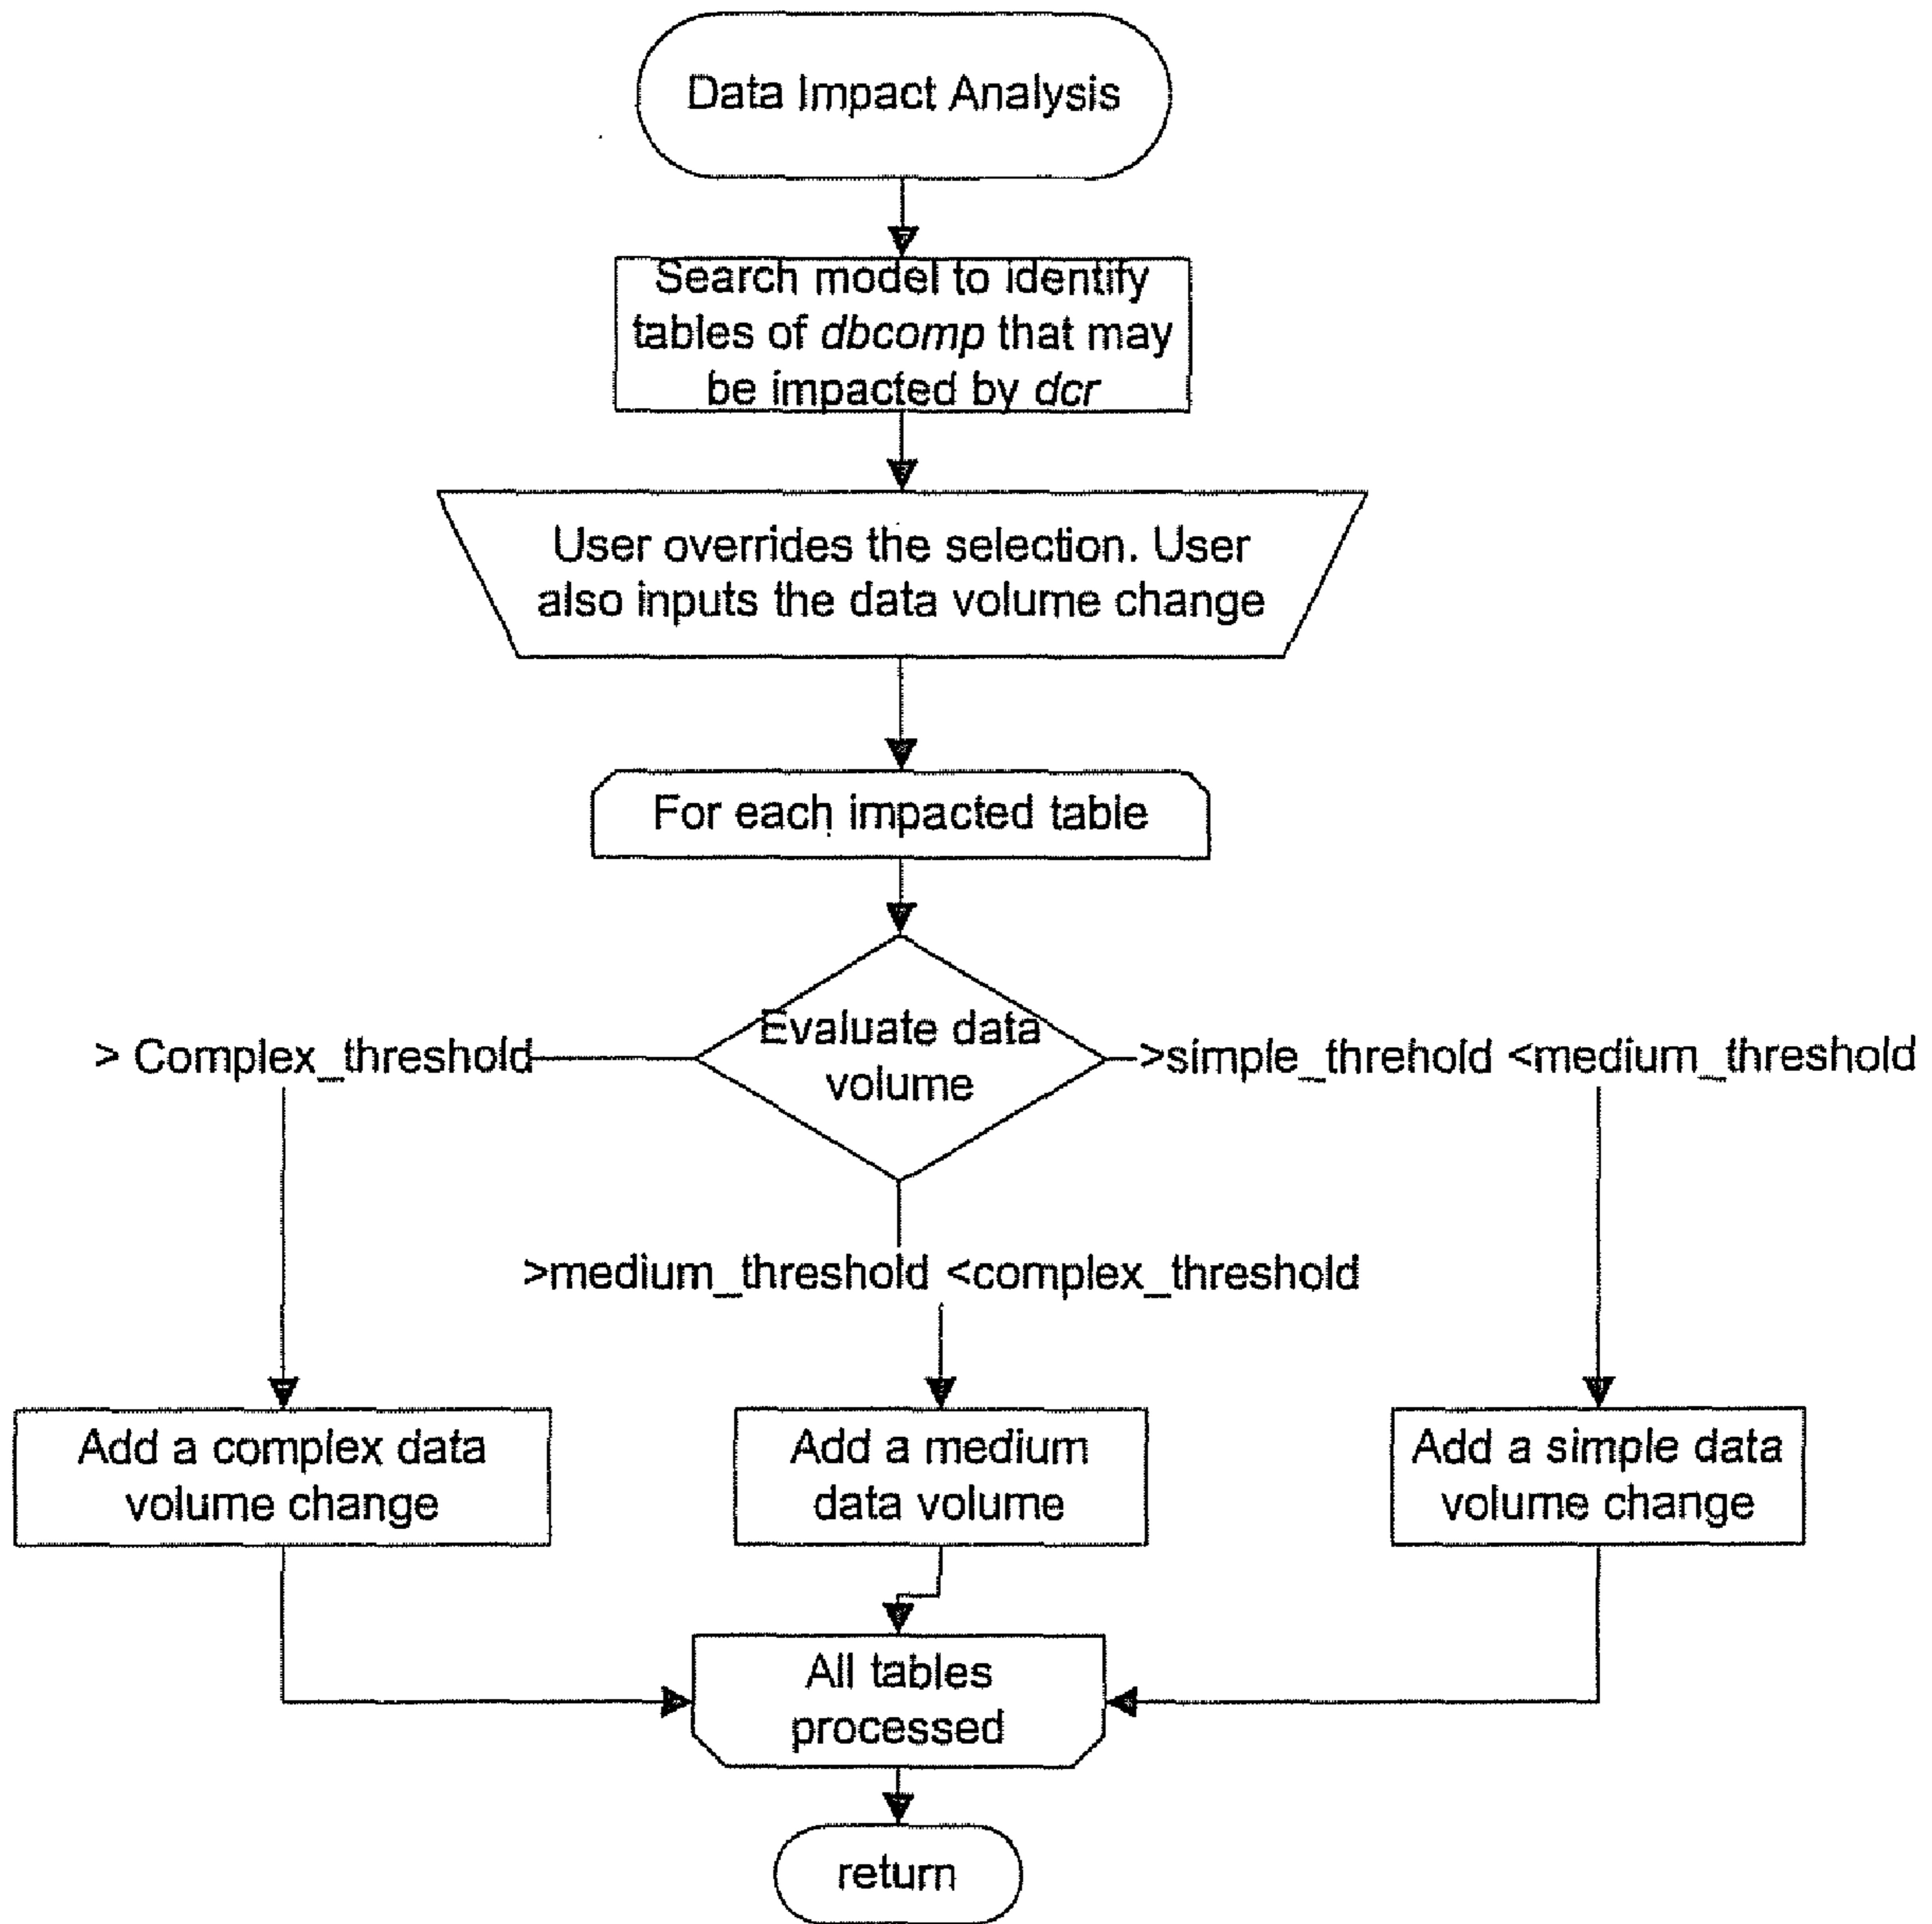 Data Impact Analysis
Search model to identify
tables of dbcomp that may
be impacted by dcr
User overrides the selection. User
also inputs the data volume change
For each impacted table
Evaluate data
volume
> Complex_threshold
>simple_threhold <medium_threshold
>medium_threshold <complex_threshold
Add a complex data
volume change
Add a medium
data volume
Add a simple data
volume change
All tables
processed
return